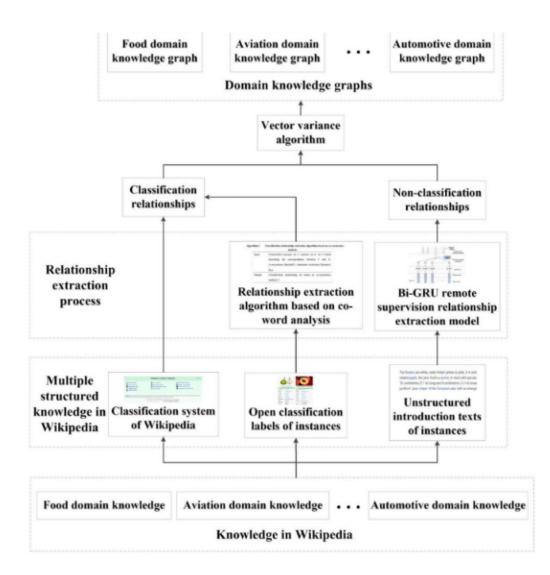 Food domain
knowledge graph
Aviation domain
knowledge graph
Automotive domain
knowledge graph
Domain knowledge graphs
Vector variance
algorithm
Classification
relationships
Non-classification
relationships
Relationship
extraction
process
Relationship extraction
algorithm based on co-
word analysis
Bi-GRU remote
supervision relationship
extraction model
Multiple
structured
knowledge in
Wikipedia
Classification system
of Wikipedia
Open classification
labels of instances
Unstructured
introduction texts
of instances
Food domain knowledge
Aviation domain knowledge
Automotive domain knowledge
Knowledge in Wikipedia